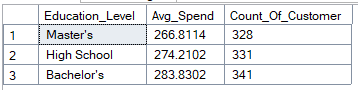 Education_Level Avg_Spend Count_Of_Customer
1 Master's 266.8114 328
2 High School 274.2102 331
3 Bachelor's 283.8302 341